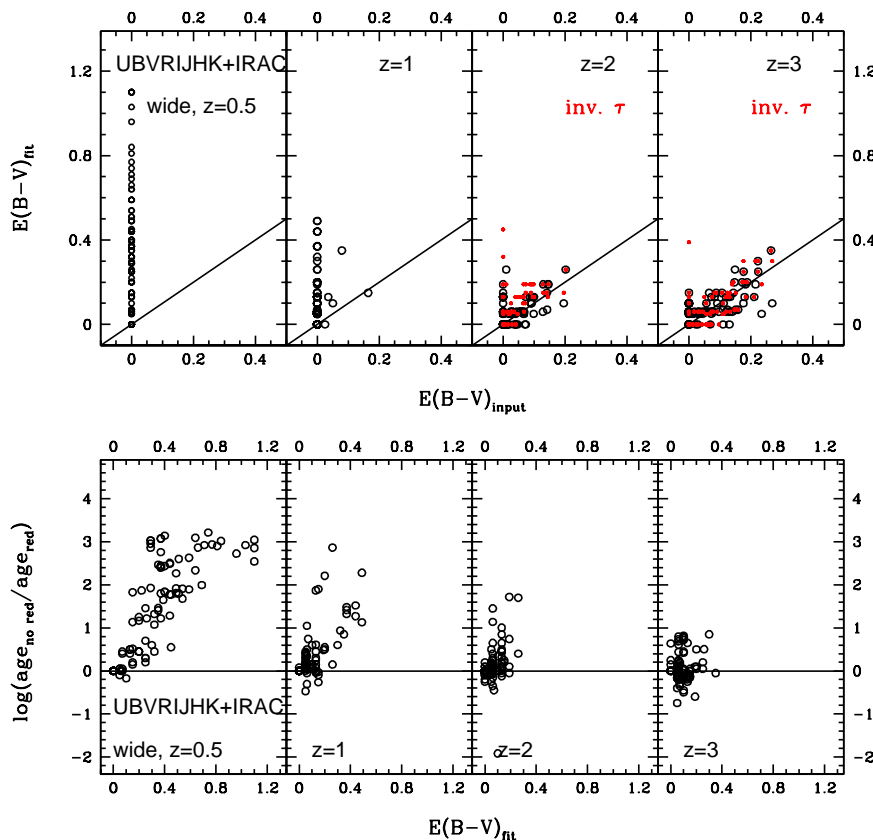 0 0.2 0.4 0 0.2 0.4 0 0.2 0.4 0 0.2 0.4
UBVRIJHK+IRAC z=1 z=2 z=3
wide, z=0.5 inv. τ inv. τ
1.2 1.2
0.8 0.8
0.4 0.4
0 0
E(B−V)fit
0 0.2 0.4 0 0.2 0.4 0 0.2 0.4 0 0.2 0.4
E(B−V)input
0 0.4 0.8 1.2 0 0.4 0.8 1.2 0 0.4 0.8 1.2 0 0.4 0.8 1.2
4 4
3 3
2 2
1 1
0 0
−1 −1
−2 −2
log(age no red/age red)
UBVRIJHK+IRAC
wide, z=0.5 z=1 z=2 z=3
0 0.4 0.8 1.2 0 0.4 0.8 1.2 0 0.4 0.8 1.2 0 0.4 0.8 1.2
E(B−V)fit